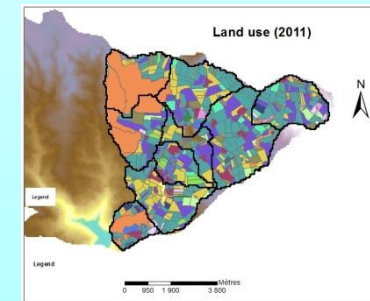 Land use (2011)
N
Legend
Legend
Mètres
0 950 1 900 3 800